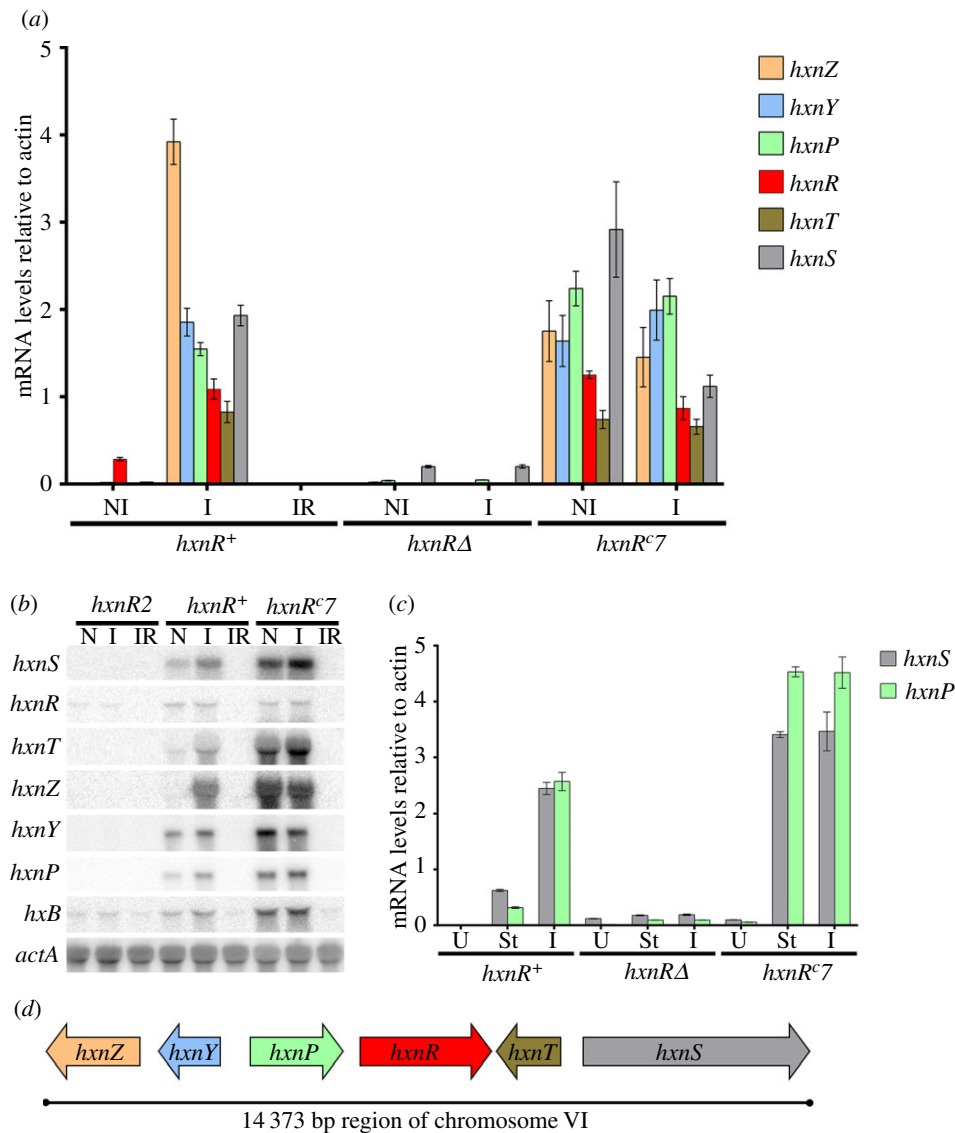 (a)
5
4
3
2
1
0
mRNA levels relative to actin
hxnZ
hxnY
hxnP
hxnR
hxnT
hxnS
NI I IR NI I NI I
hxnR+ hxnRΔ hxnRc7
(b)
hxnR2 hxnR+ hxnRc7
N I IR N I IR N I IR
hxnS
hxnR
hxnT
hxnZ
hxnY
hxnP
hxB
actA
(c)
5
4
3
2
1
0
mRNA levels relative to actin
hxnS
hxnP
U St I U St I U St I
hxnR+ hxnRΔ hxnRc7
(d)
hxnZ hxnY hxnP hxnR hxnT hxnS
14 373 bp region of chromosome VI